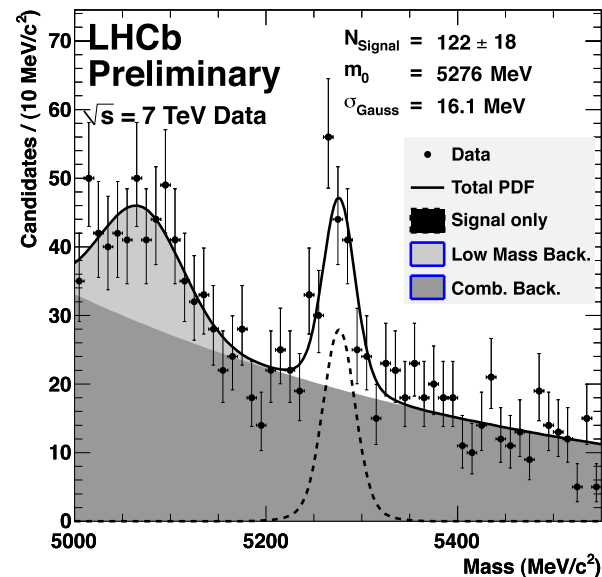 LHCb
Preliminary
√s = 7 TeV Data
N_Signal = 122 ± 18
m_0 = 5276 MeV
σ_Gauss = 16.1 MeV
Data
Total PDF
Signal only
Low Mass Back.
Comb. Back.
Candidates / (10 MeV/c²)
70
60
50
40
30
20
10
0
5000 5200 5400
Mass (MeV/c²)